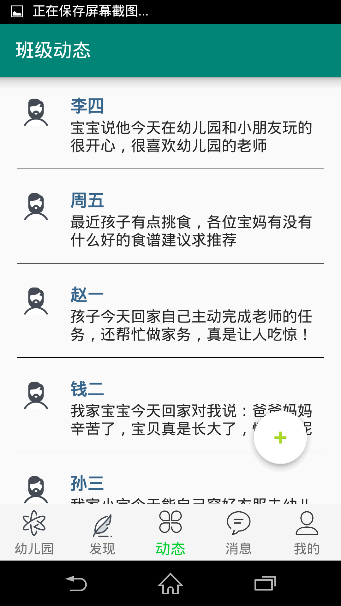 正在保存屏幕截图...
班级动态
李四
宝宝说他今天在幼儿园和小朋友玩的
很开心，很喜欢幼儿园的老师
周五
最近孩子有点挑食，各位宝妈有没有
什么好的食谱建议求推荐
赵一
孩子今天回家自己主动完成老师的任
务，还帮忙做家务，真是让人吃惊！
钱二
我家宝宝今天回家对我说：爸爸妈妈
辛苦了，宝贝真是长大了，
呢
孙三
我家小宝今天能自己穿好衣服去幼儿
幼儿园
发现
动态
消息
我的